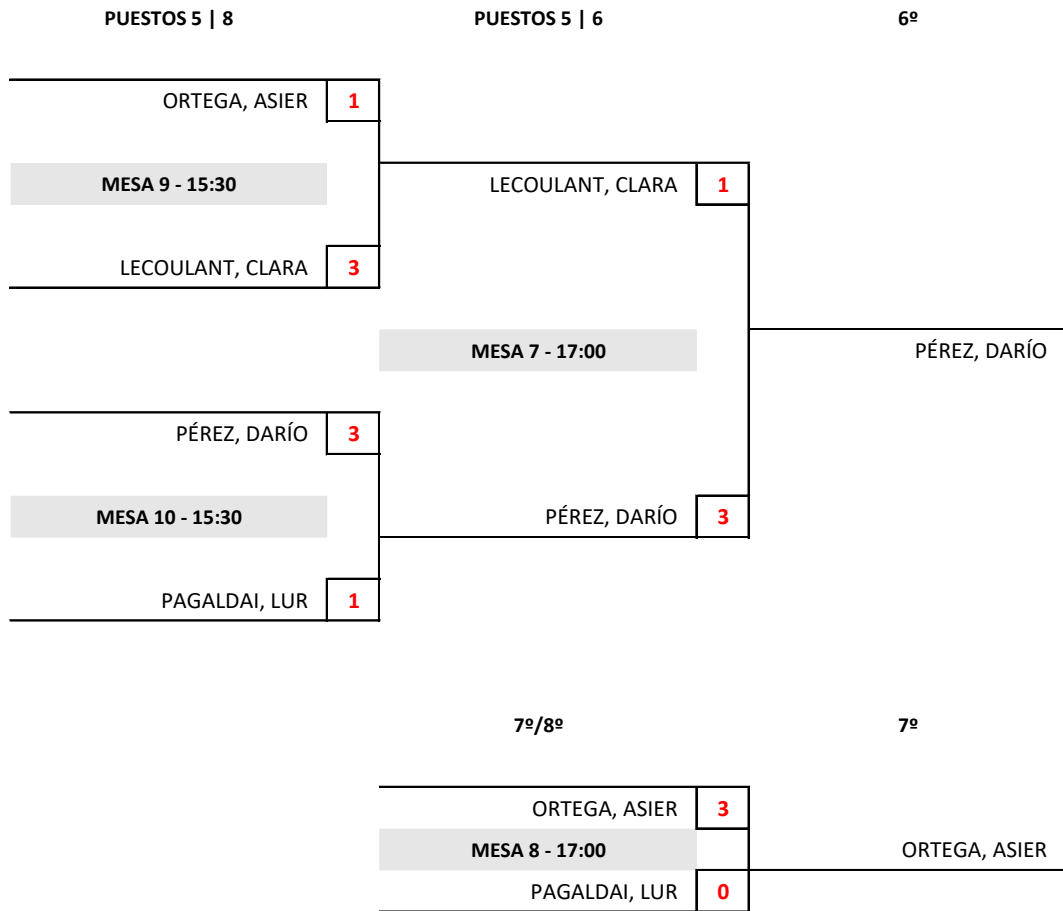 PUESTOS 5 | 8 PUESTOS 5 | 6 6º
ORTEGA, ASIER 1
MESA 9 - 15:30 LECOULANT, CLARA 1
LECOULANT, CLARA 3
MESA 7 - 17:00 PÉREZ, DARÍO
PÉREZ, DARÍO 3
MESA 10 - 15:30 PÉREZ, DARÍO 3
PAGALDAI, LUR 1
7º/8º 7º
ORTEGA, ASIER 3
MESA 8 - 17:00 ORTEGA, ASIER
PAGALDAI, LUR 0